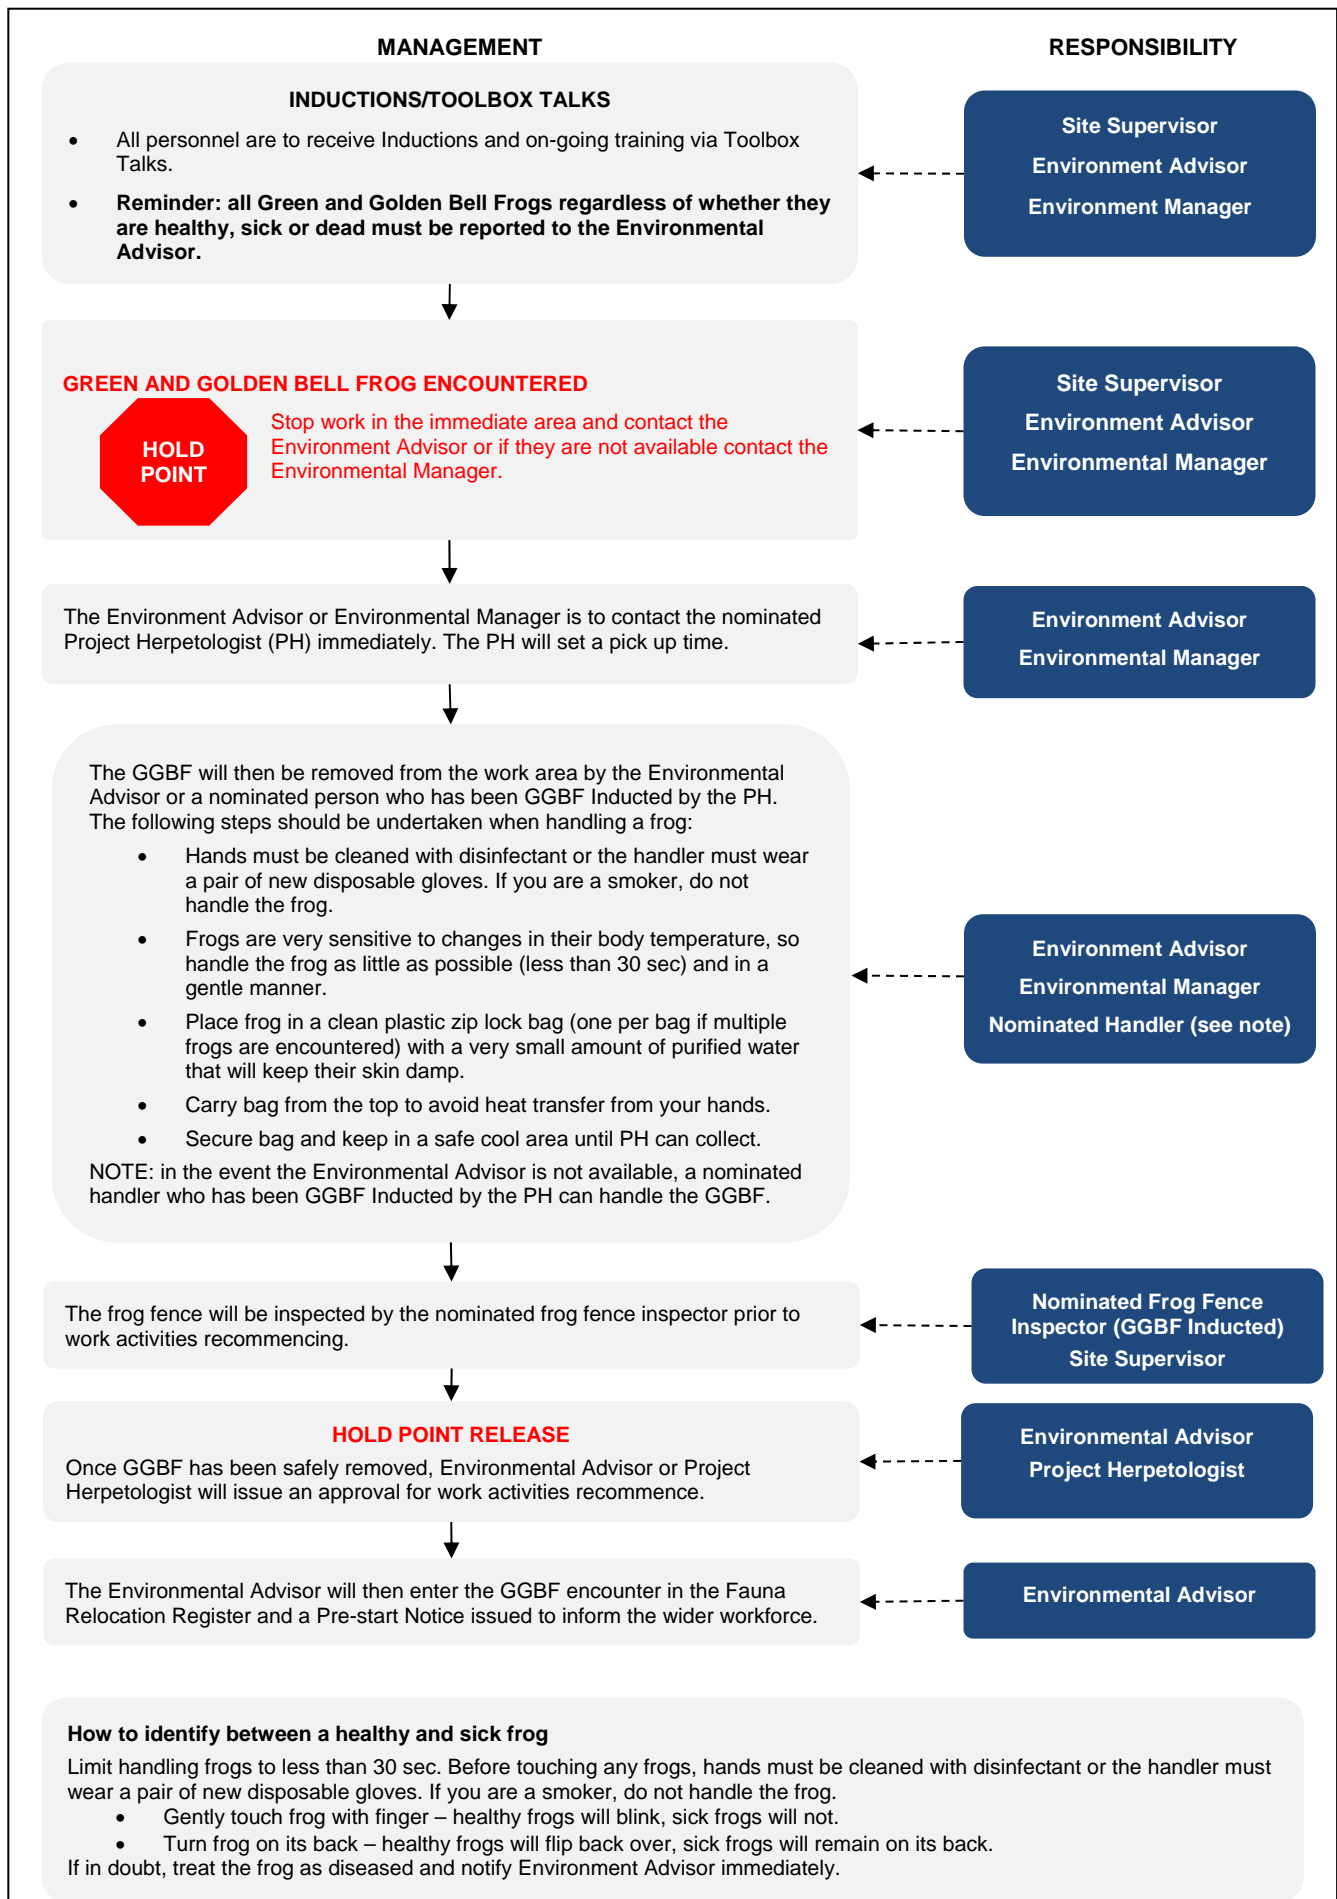 MANAGEMENT
RESPONSIBILITY
INDUCTIONS/TOOLBOX TALKS
• All personnel are to receive Inductions and on-going training via Toolbox
Talks.
• Reminder: all Green and Golden Bell Frogs regardless of whether they
are healthy, sick or dead must be reported to the Environmental
Advisor.
Site Supervisor
Environment Advisor
Environment Manager
GREEN AND GOLDEN BELL FROG ENCOUNTERED
HOLD
POINT
Stop work in the immediate area and contact the
Environment Advisor or if they are not available contact the
Environmental Manager.
Site Supervisor
Environment Advisor
Environmental Manager
The Environment Advisor or Environmental Manager is to contact the nominated
Project Herpetologist (PH) immediately. The PH will set a pick up time.
Environment Advisor
Environmental Manager
The GGBF will then be removed from the work area by the Environmental
Advisor or a nominated person who has been GGBF Inducted by the PH.
The following steps should be undertaken when handling a frog:
• Hands must be cleaned with disinfectant or the handler must wear
a pair of new disposable gloves. If you are a smoker, do not
handle the frog.
• Frogs are very sensitive to changes in their body temperature, so
handle the frog as little as possible (less than 30 sec) and in a
gentle manner.
• Place frog in a clean plastic zip lock bag (one per bag if multiple
frogs are encountered) with a very small amount of purified water
that will keep their skin damp.
• Carry bag from the top to avoid heat transfer from your hands.
• Secure bag and keep in a safe cool area until PH can collect.
NOTE: in the event the Environmental Advisor is not available, a nominated
handler who has been GGBF Inducted by the PH can handle the GGBF.
Environment Advisor
Environmental Manager
Nominated Handler (see note)
The frog fence will be inspected by the nominated frog fence inspector prior to
work activities recommencing.
Nominated Frog Fence
Inspector (GGBF Inducted)
Site Supervisor
HOLD POINT RELEASE
Once GGBF has been safely removed, Environmental Advisor or Project
Herpetologist will issue an approval for work activities recommence.
Environmental Advisor
Project Herpetologist
The Environmental Advisor will then enter the GGBF encounter in the Fauna
Relocation Register and a Pre-start Notice issued to inform the wider workforce.
Environmental Advisor
How to identify between a healthy and sick frog
Limit handling frogs to less than 30 sec. Before touching any frogs, hands must be cleaned with disinfectant or the handler must
wear a pair of new disposable gloves. If you are a smoker, do not handle the frog.
• Gently touch frog with finger – healthy frogs will blink, sick frogs will not.
• Turn frog on its back – healthy frogs will flip back over, sick frogs will remain on its back.
If in doubt, treat the frog as diseased and notify Environment Advisor immediately.